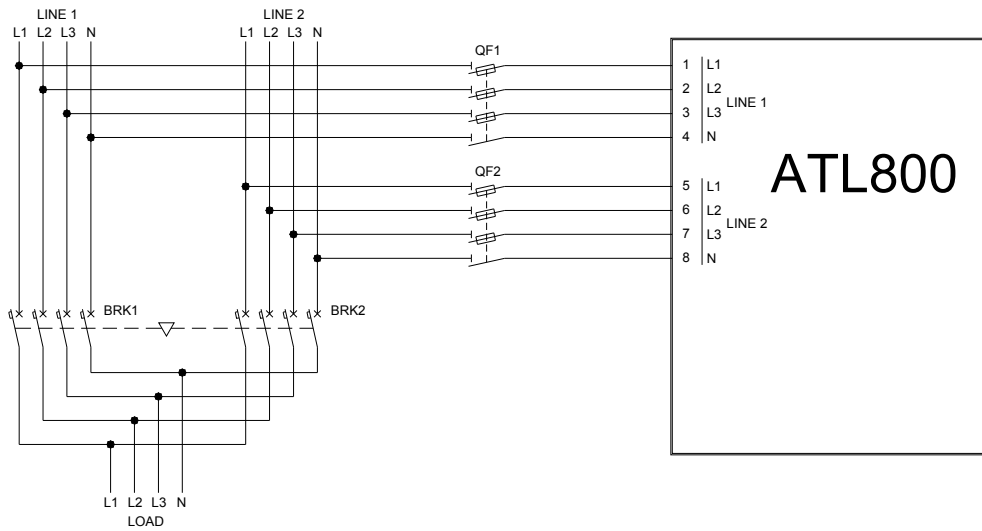 LINE 1
L1 L2 L3 N
LINE 2
L1 L2 L3 N
QF1
1 L1
2 L2
3 L3
4 N
LINE 1
QF2
5 L1
6 L2
7 L3
8 N
LINE 2
ATL800
BRK1
BRK2
L1 L2 L3 N
LOAD